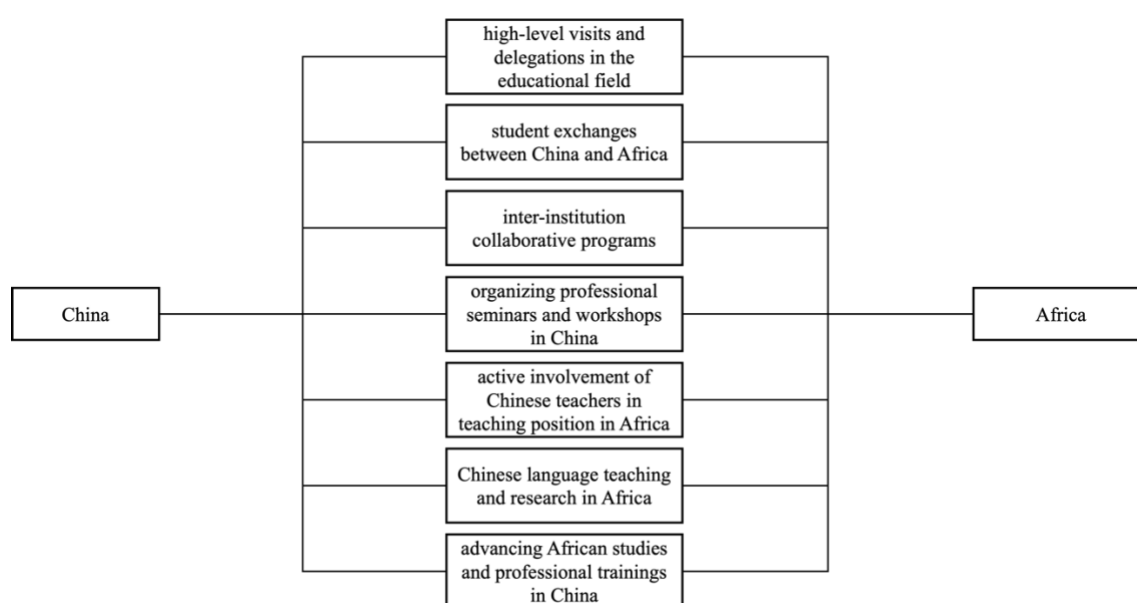 high-level visits and
delegations in the
educational field
student exchanges
between China and Africa
inter-institution
collaborative programs
China
organizing professional
seminars and workshops
in China
Africa
active involvement of
Chinese teachers in
teaching position in Africa
Chinese language teaching
and research in Africa
advancing African studies
and professional trainings
in China